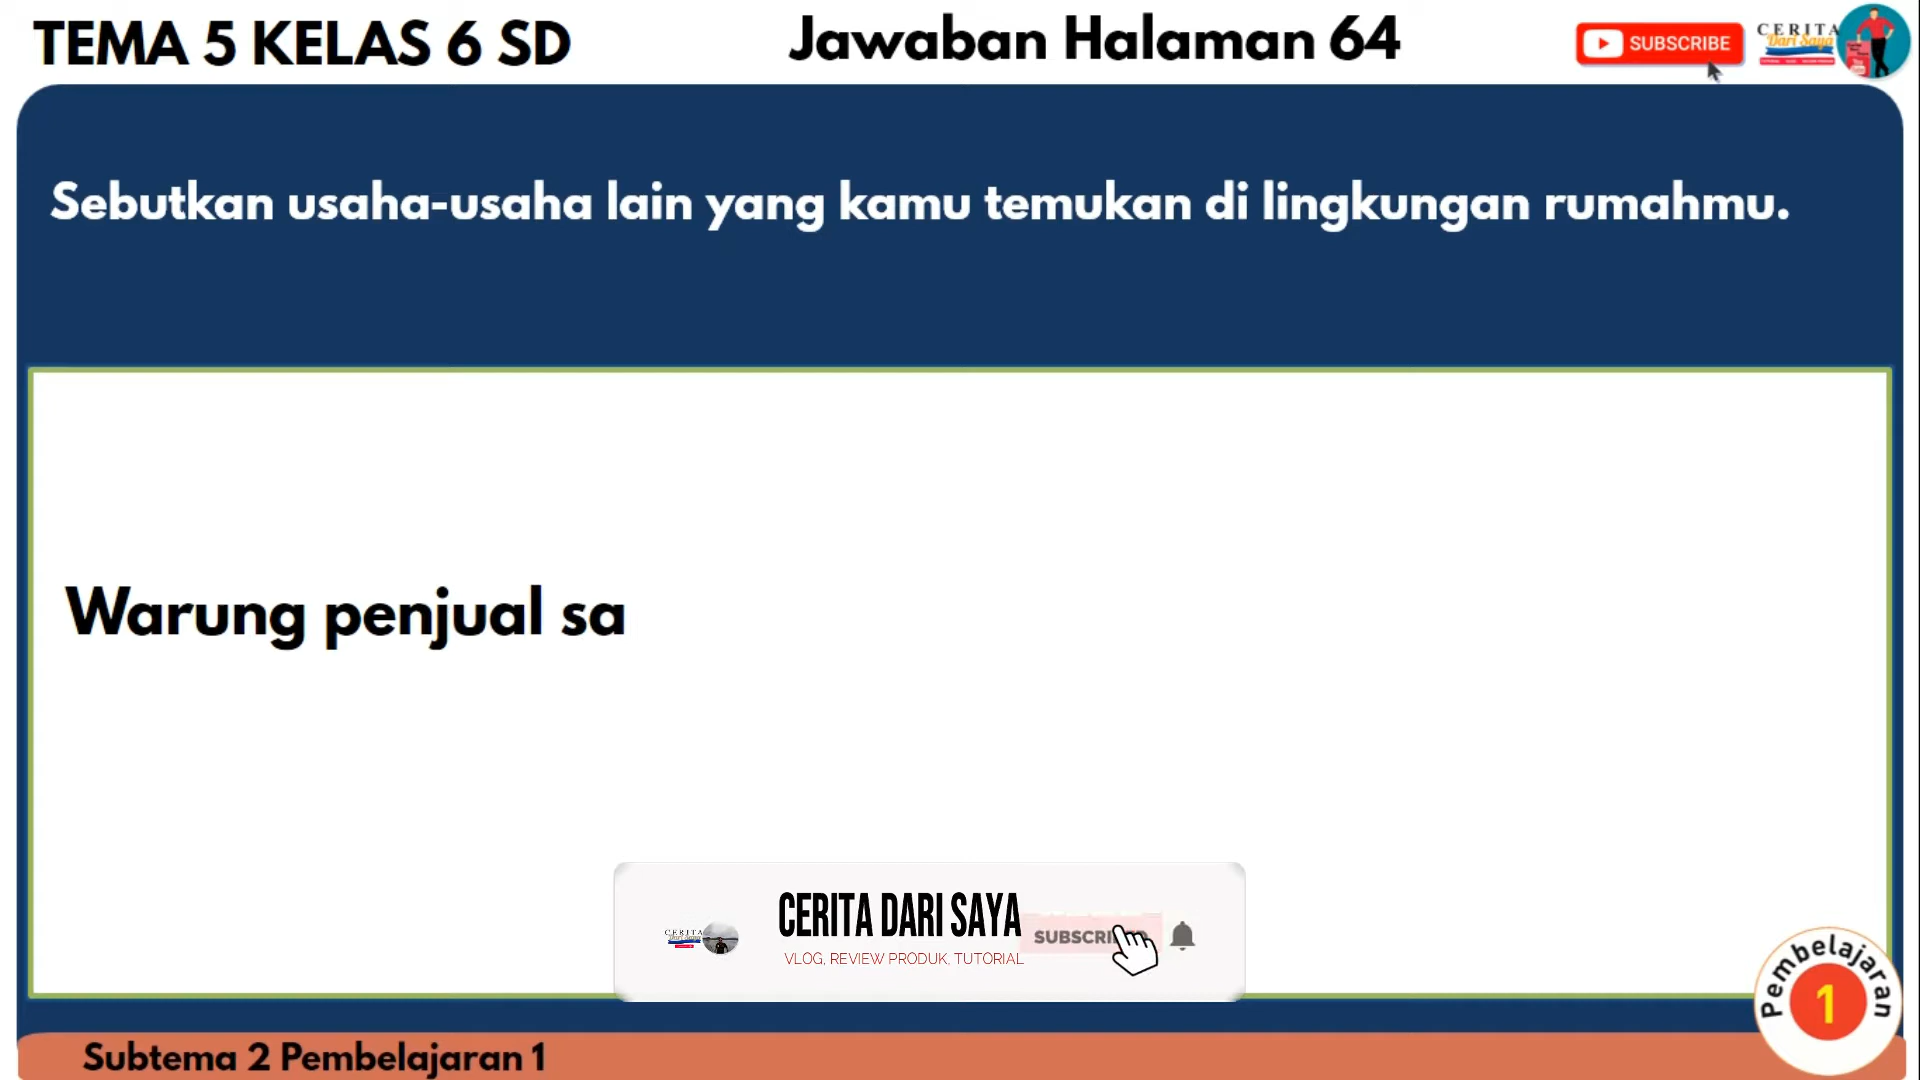 TEMA 5 KELAS 6 SD
Jawaban Halaman 64
SUBSCRIBE
CERITA
Dari Saya
Sebutkan usaha-usaha lain yang kamu temukan di lingkungan rumahmu.
Warung penjual sa
CERITA
CERITA DARI SAYA
VLOG, REVIEW PRODUK, TUTORIAL
Pembelajaran
1
Subtema 2 Pembelajaran 1